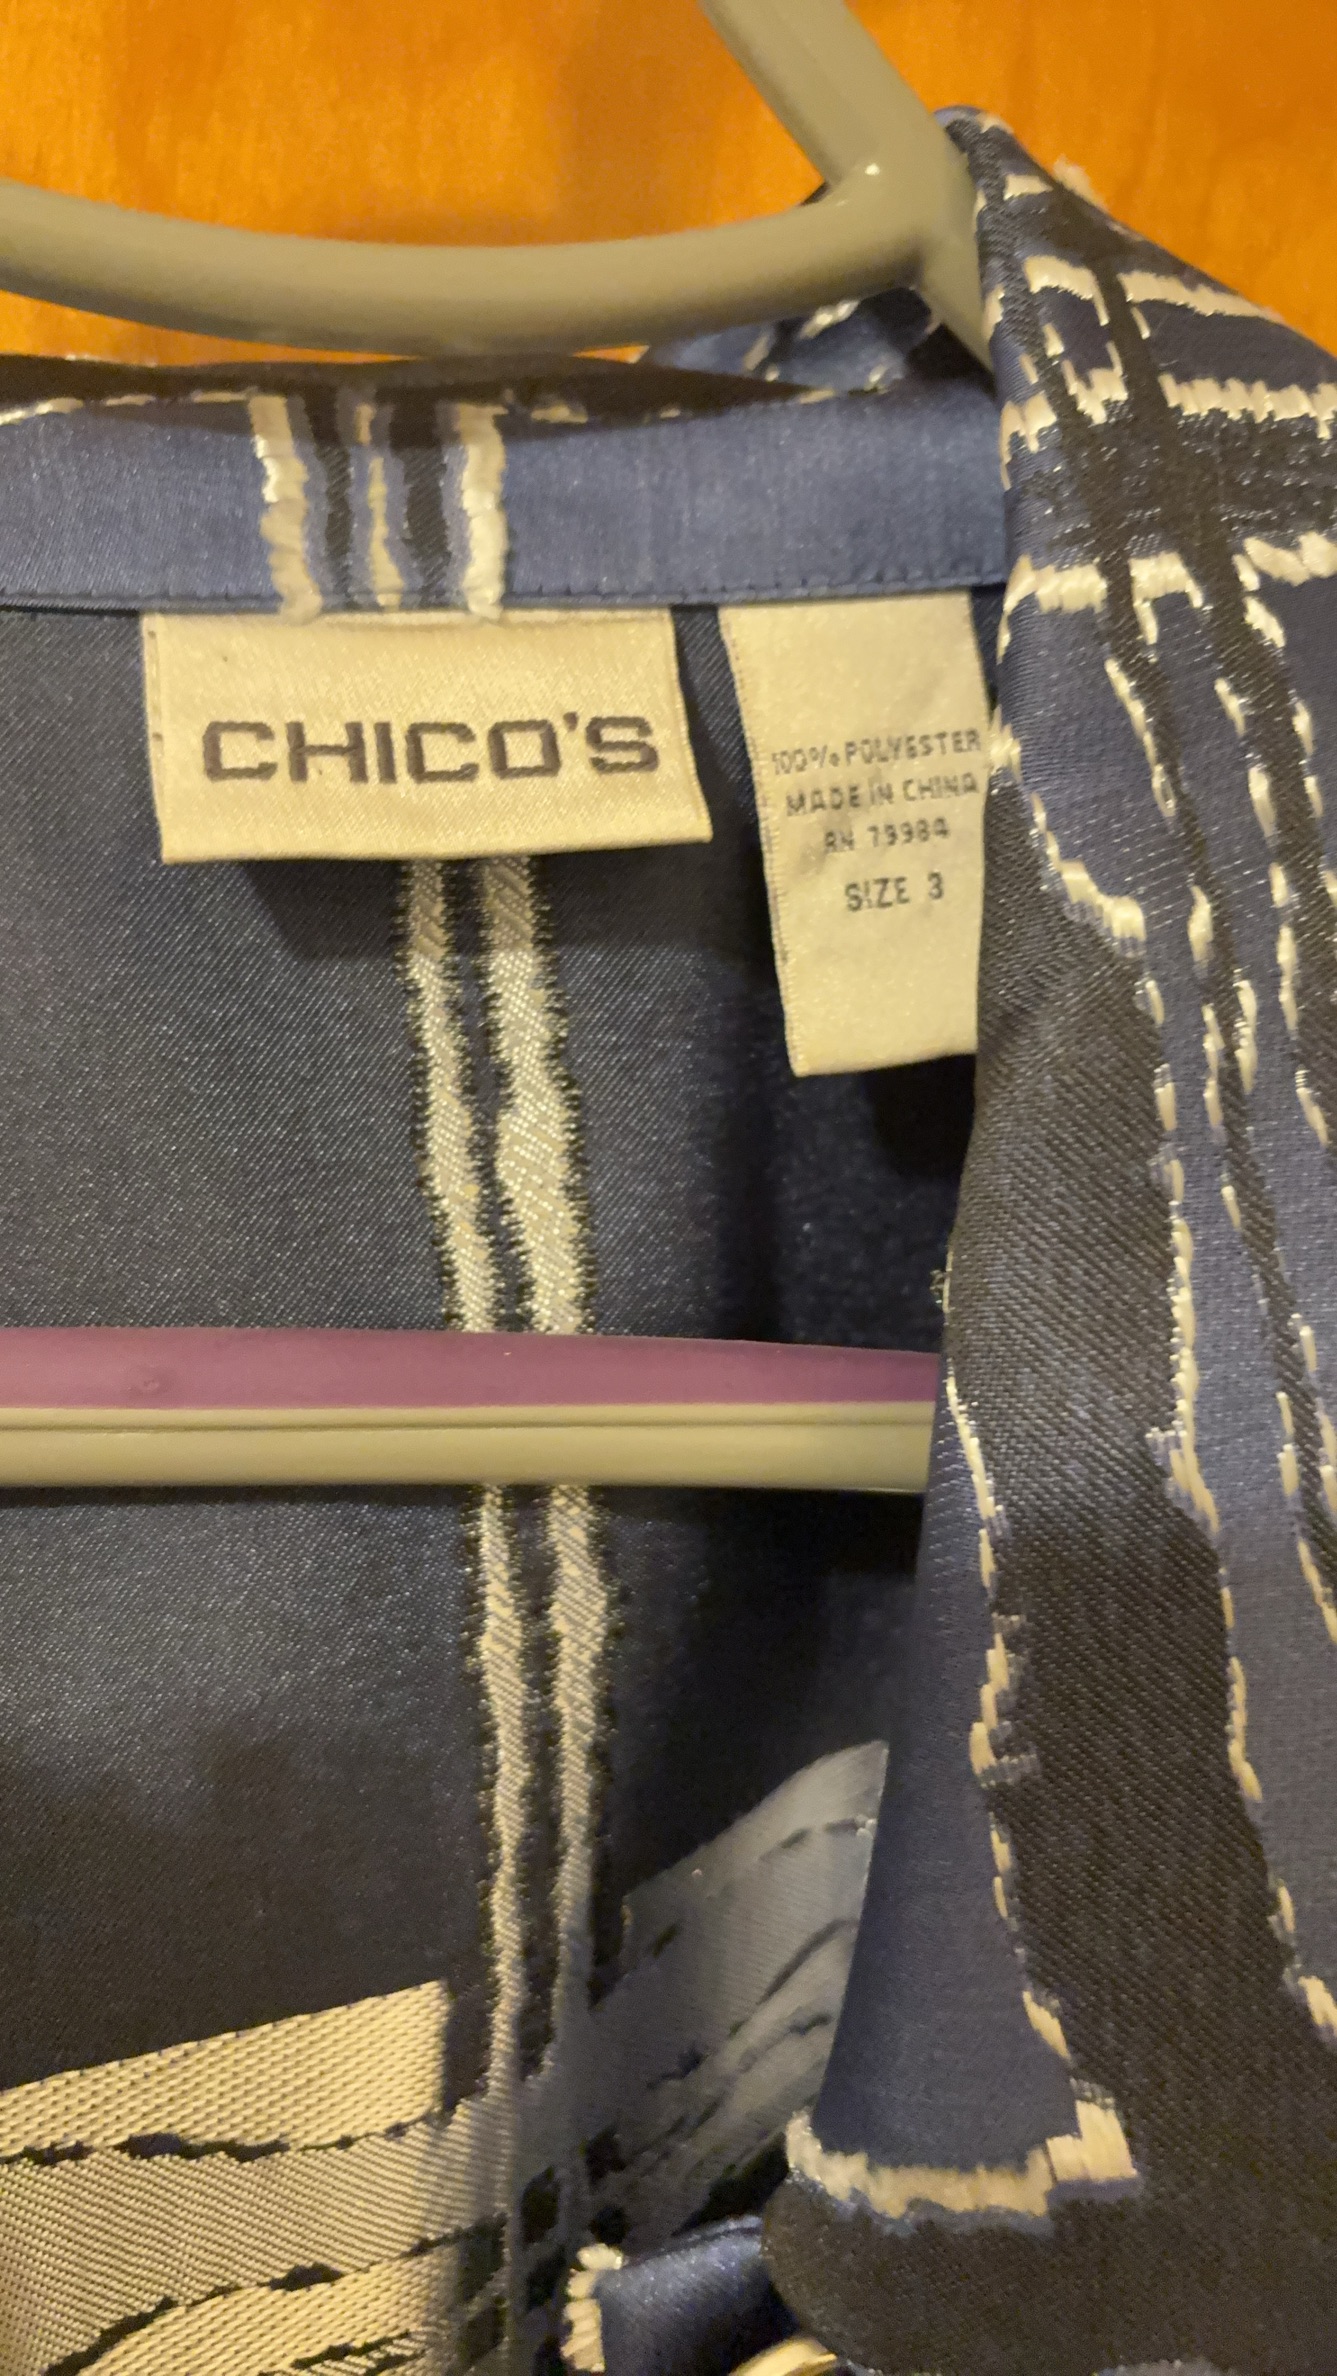 CHICO'S
100% POLYESTER
MADE IN CHINA
RN 79984
SIZE 3